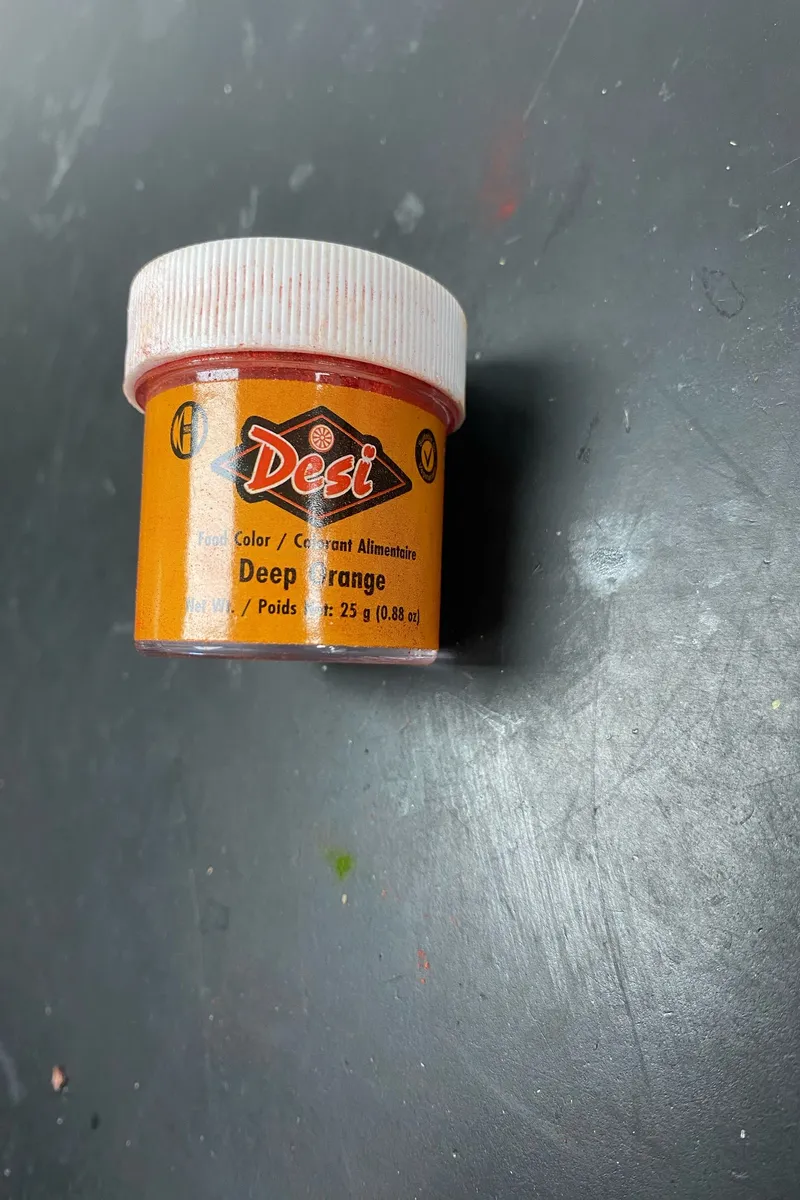 Desi
Food Color / Colorant Alimentaire
Deep Orange
Net Wt. / Poids Net: 25 g (0.88 oz)